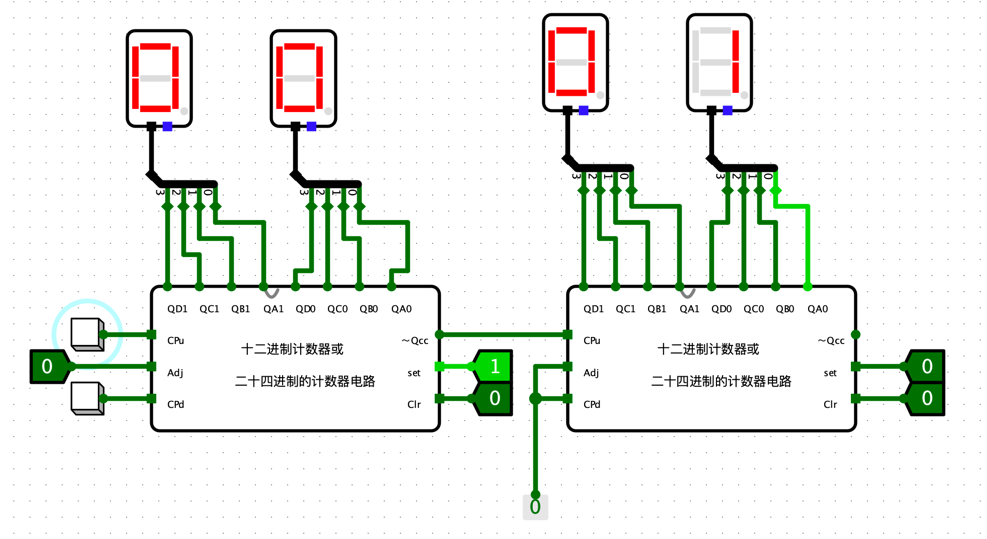 0 0 0 1
3 2 1 0 3 2 1 0 3 2 1 0 3 2 1 0
QD1 QC1 QB1 QA1 QD0 QC0 QB0 QA0
CPu
Adj
CPd
十二进制计数器或
二十四进制的计数器电路
~Qcc
set
Clr
0
1
0
QD1 QC1 QB1 QA1 QD0 QC0 QB0 QA0
CPu
Adj
CPd
十二进制计数器或
二十四进制的计数器电路
~Qcc
set
Clr
0
0
0